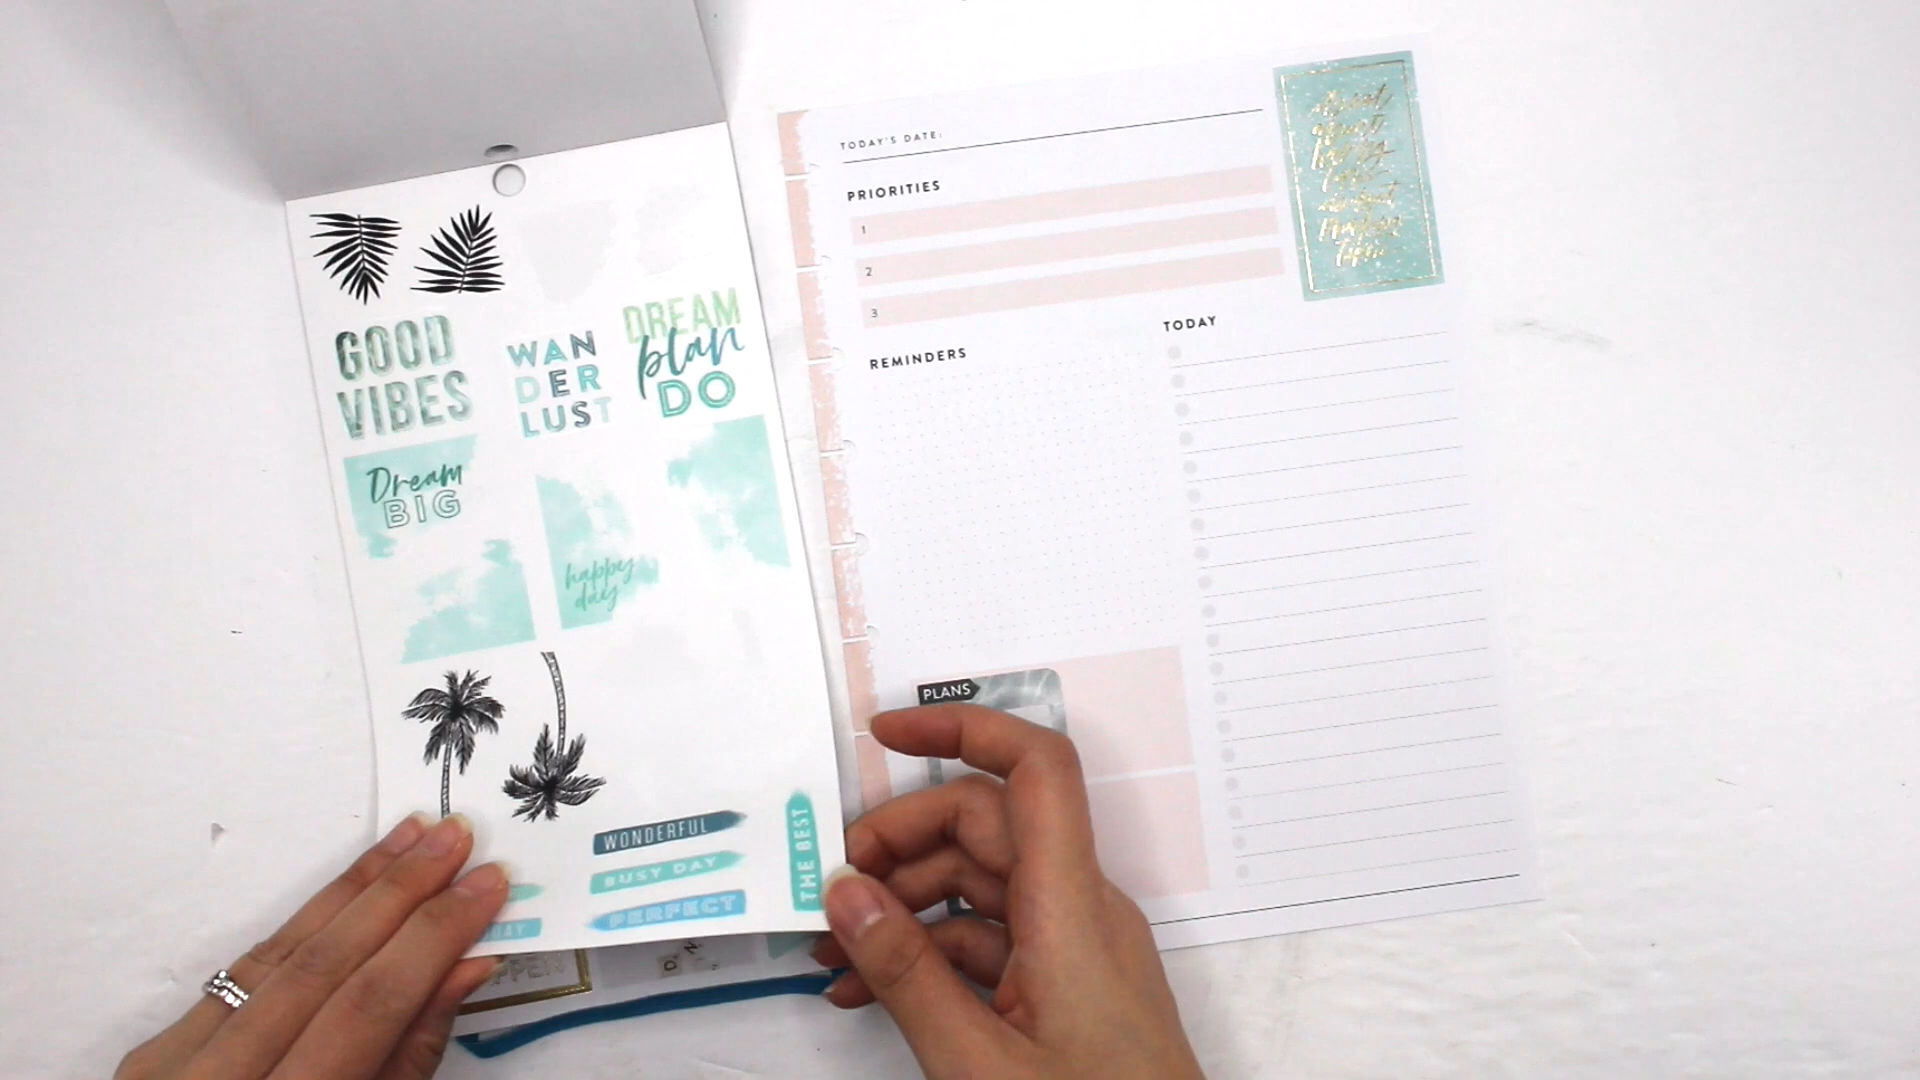 GOOD
VIBES
WAN
DER
LUST
DREAM
plan
DO
Dream
BIG
happy
day
WONDERFUL
BUSY DAY
PERFECT
THE BEST
TODAY'S DATE:
PRIORITIES
1
2
3
REMINDERS
TODAY
PLANS